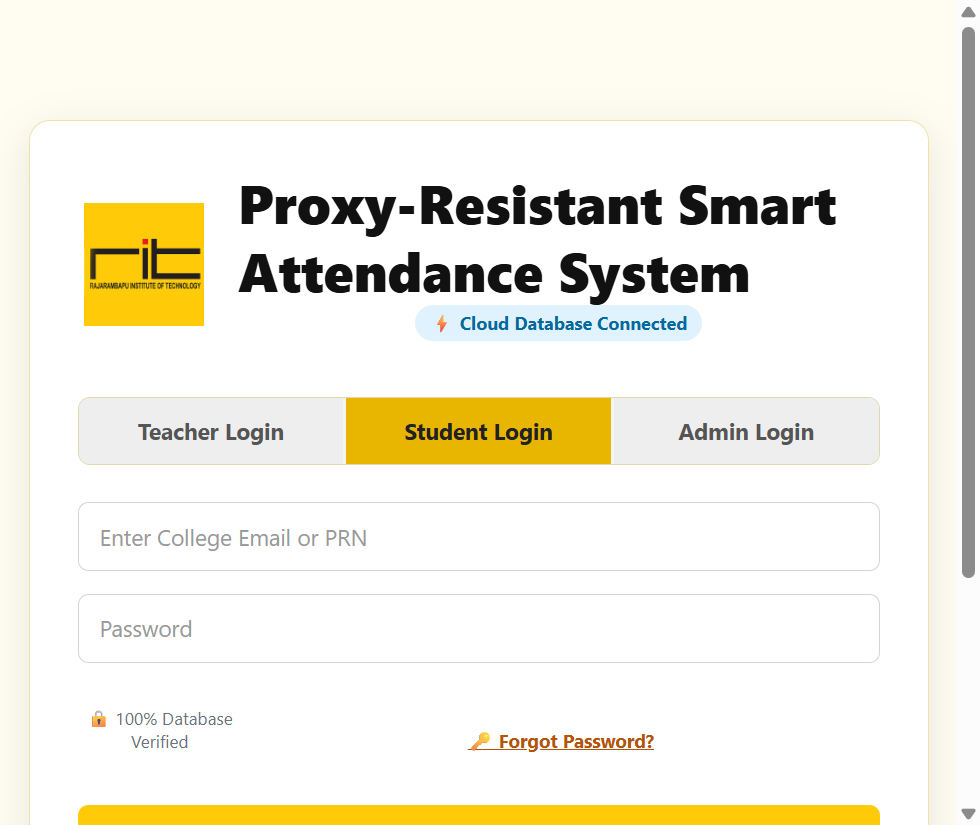 Proxy-Resistant Smart
Attendance System
rit
RAJARAMBAPU INSTITUTE OF TECHNOLOGY
⚡ Cloud Database Connected
Teacher Login
Student Login
Admin Login
Enter College Email or PRN
Password
🔒 100% Database
Verified
🔑 Forgot Password?